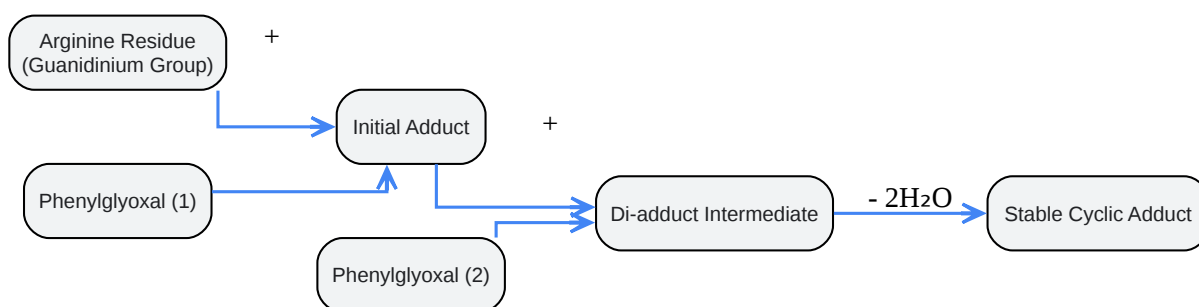 Arginine Residue
(Guanidinium Group)
+
Initial Adduct
+
Phenylglyoxal (1)
Phenylglyoxal (2)
Di-adduct Intermediate
- 2H₂O
Stable Cyclic Adduct